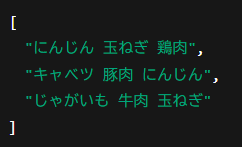 [
"にんじん 玉ねぎ 鶏肉",
"キャベツ 豚肉 にんじん",
"じゃがいも 牛肉 玉ねぎ"
]